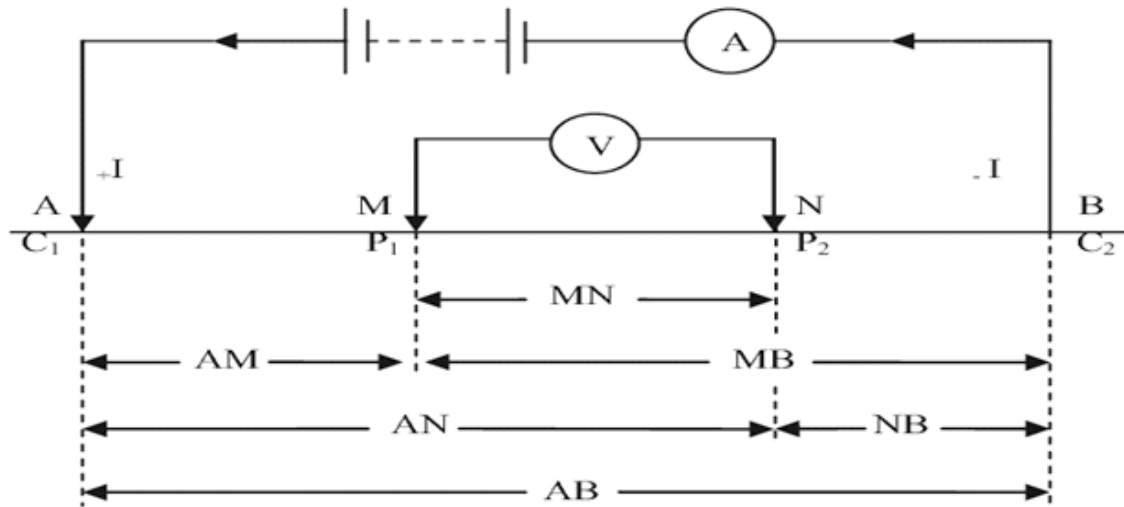 A
V
+I
- I
A M N B
C₁ P₁ P₂ C₂
MN
AM MB
AN NB
AB